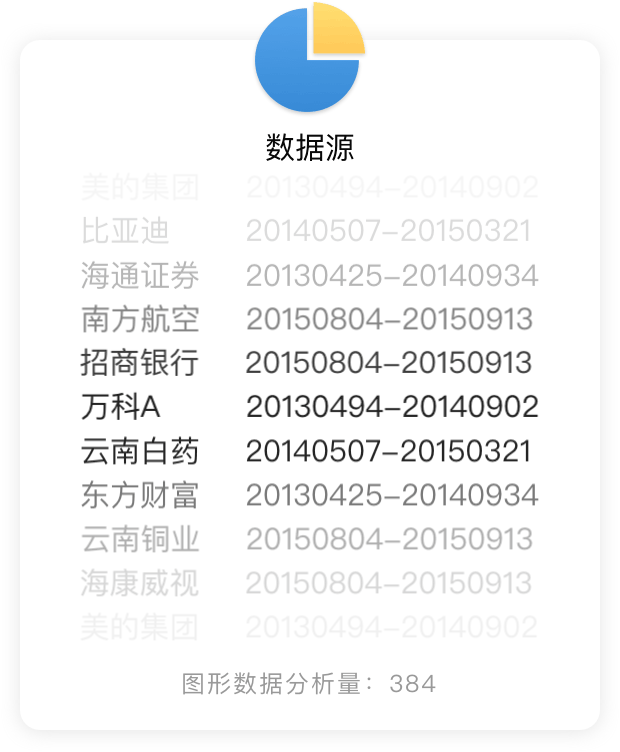 数据源
美的集团 20130494-20140902
比亚迪 20140507-20150321
海通证券 20130425-20140934
南方航空 20150804-20150913
招商银行 20150804-20150913
万科A 20130494-20140902
云南白药 20140507-20150321
东方财富 20130425-20140934
云南铜业 20150804-20150913
海康威视 20150804-20150913
美的集团 20130494-20140902
图形数据分析量：384